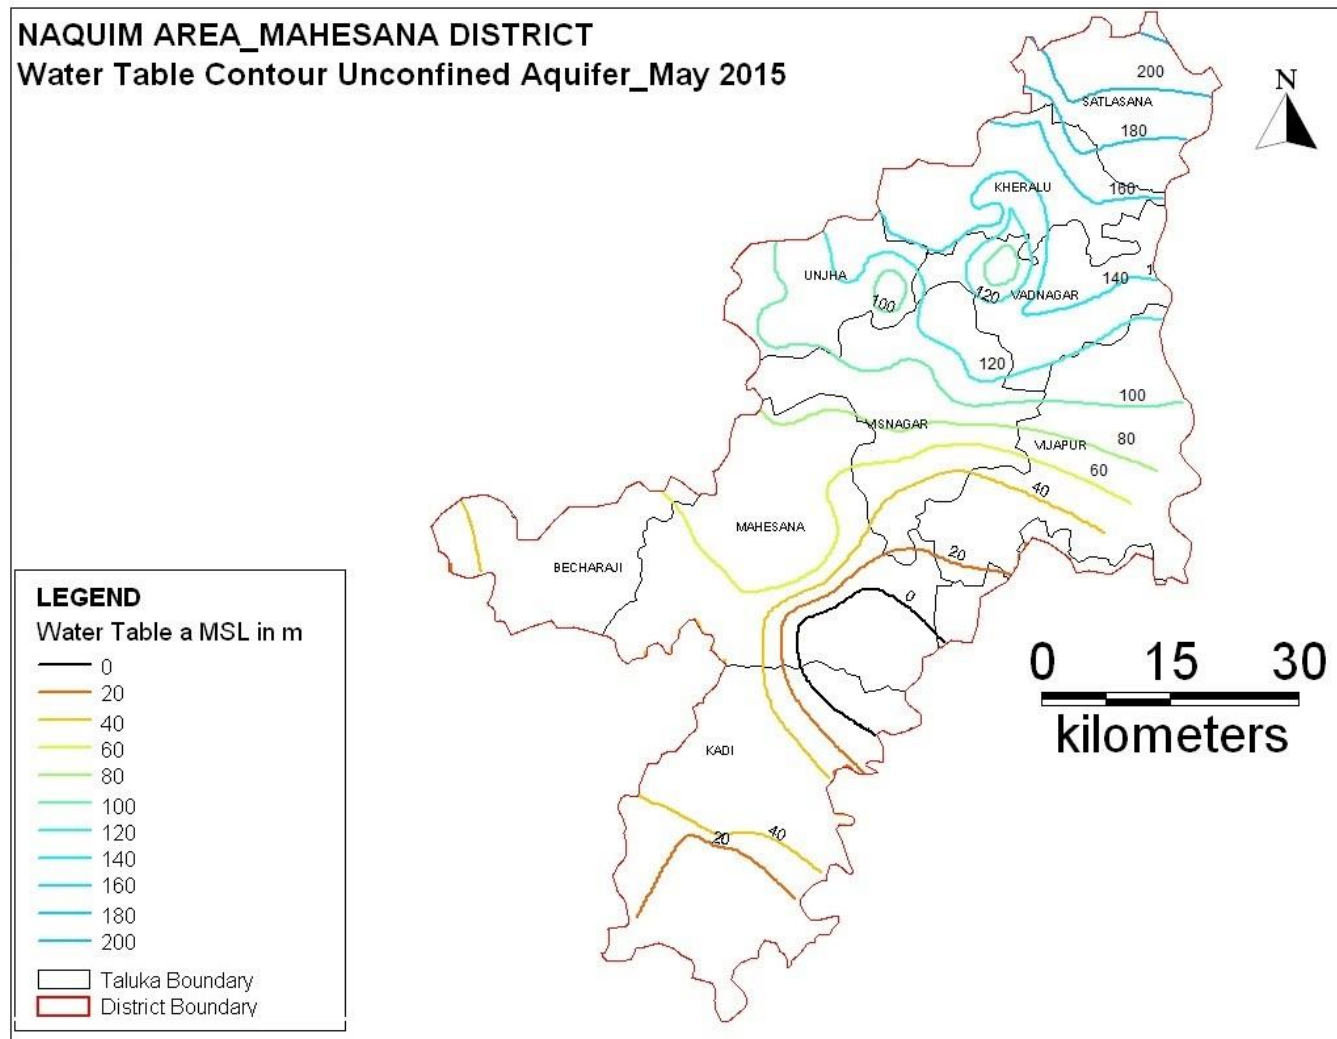 NAQUIM AREA_MAHESANA DISTRICT
Water Table Contour Unconfined Aquifer_May 2015
N
200
SATLASANA
180
KHERALU
160
UNJHA
140
1
100
120
VADNAGAR
120
100
VISNAGAR
80
VIJAPUR
60
40
MAHESANA
20
BECHARAJI
0
KADI
20
40
0 15 30
kilometers
LEGEND
Water Table a MSL in m
0
20
40
60
80
100
120
140
160
180
200
Taluka Boundary
District Boundary